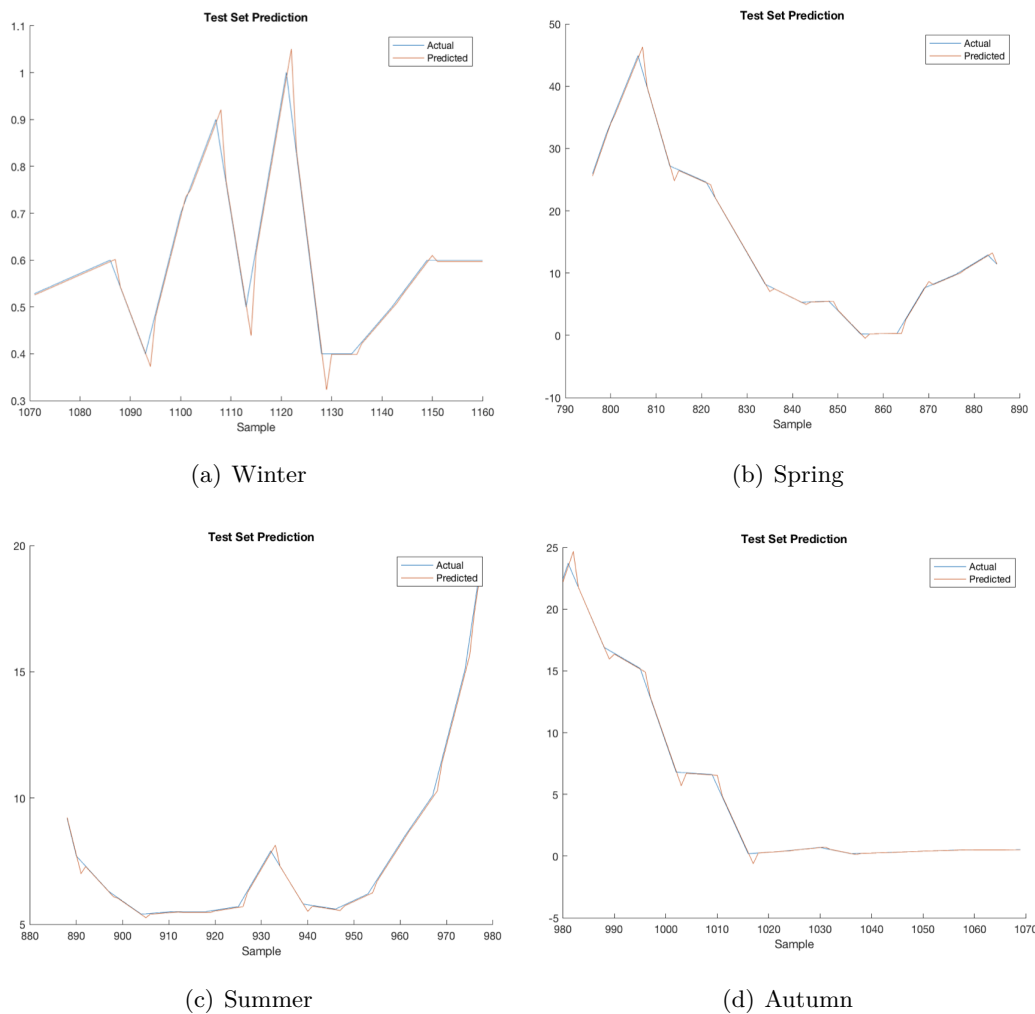 Test Set Prediction
1.1
1
0.9
0.8
0.7
0.6
0.5
0.4
0.3
Actual
Predicted
1070 1080 1090 1100 1110 1120 1130 1140 1150 1160
Sample
(a) Winter
Test Set Prediction
50
40
30
20
10
0
-10
Actual
Predicted
790 800 810 820 830 840 850 860 870 880 890
Sample
(b) Spring
Test Set Prediction
20
15
10
5
Actual
Predicted
880 890 900 910 920 930 940 950 960 970 980
Sample
(c) Summer
Test Set Prediction
25
20
15
10
5
0
-5
Actual
Predicted
980 990 1000 1010 1020 1030 1040 1050 1060 1070
Sample
(d) Autumn